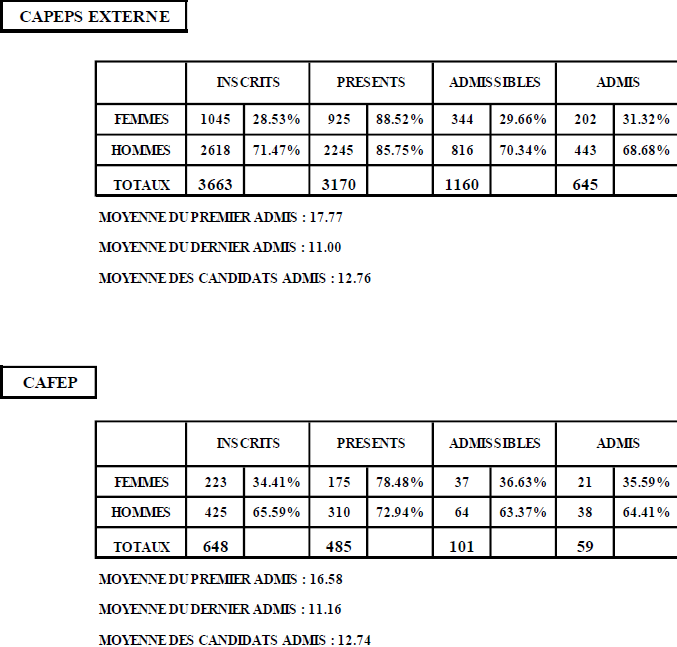 CAPEPS EXTERNE
INSCRITS PRESENTS ADMISSIBLES ADMIS
FEMMES 1045 28.53% 925 88.52% 344 29.66% 202 31.32%
HOMMES 2618 71.47% 2245 85.75% 816 70.34% 443 68.68%
TOTAUX 3663 3170 1160 645
MOYENNE DU PREMIER ADMIS : 17.77
MOYENNE DU DERNIER ADMIS : 11.00
MOYENNE DES CANDIDATS ADMIS : 12.76
CAFEP
INSCRITS PRESENTS ADMISSIBLES ADMIS
FEMMES 223 34.41% 175 78.48% 37 36.63% 21 35.59%
HOMMES 425 65.59% 310 72.94% 64 63.37% 38 64.41%
TOTAUX 648 485 101 59
MOYENNE DU PREMIER ADMIS : 16.58
MOYENNE DU DERNIER ADMIS : 11.16
MOYENNE DES CANDIDATS ADMIS : 12.74